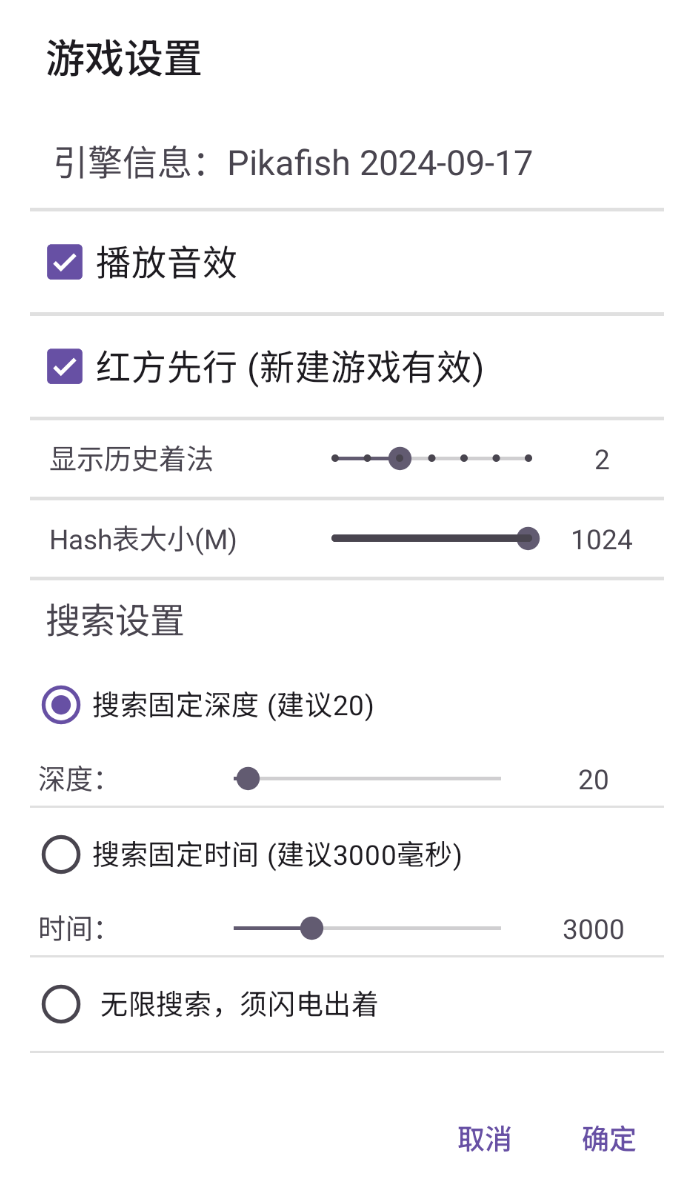 游戏设置
引擎信息：Pikafish 2024-09-17
播放音效
红方先行 (新建游戏有效)
显示历史着法 2
Hash表大小(M) 1024
搜索设置
搜索固定深度 (建议20)
深度： 20
搜索固定时间 (建议3000毫秒)
时间： 3000
无限搜索，须闪电出着
取消 确定